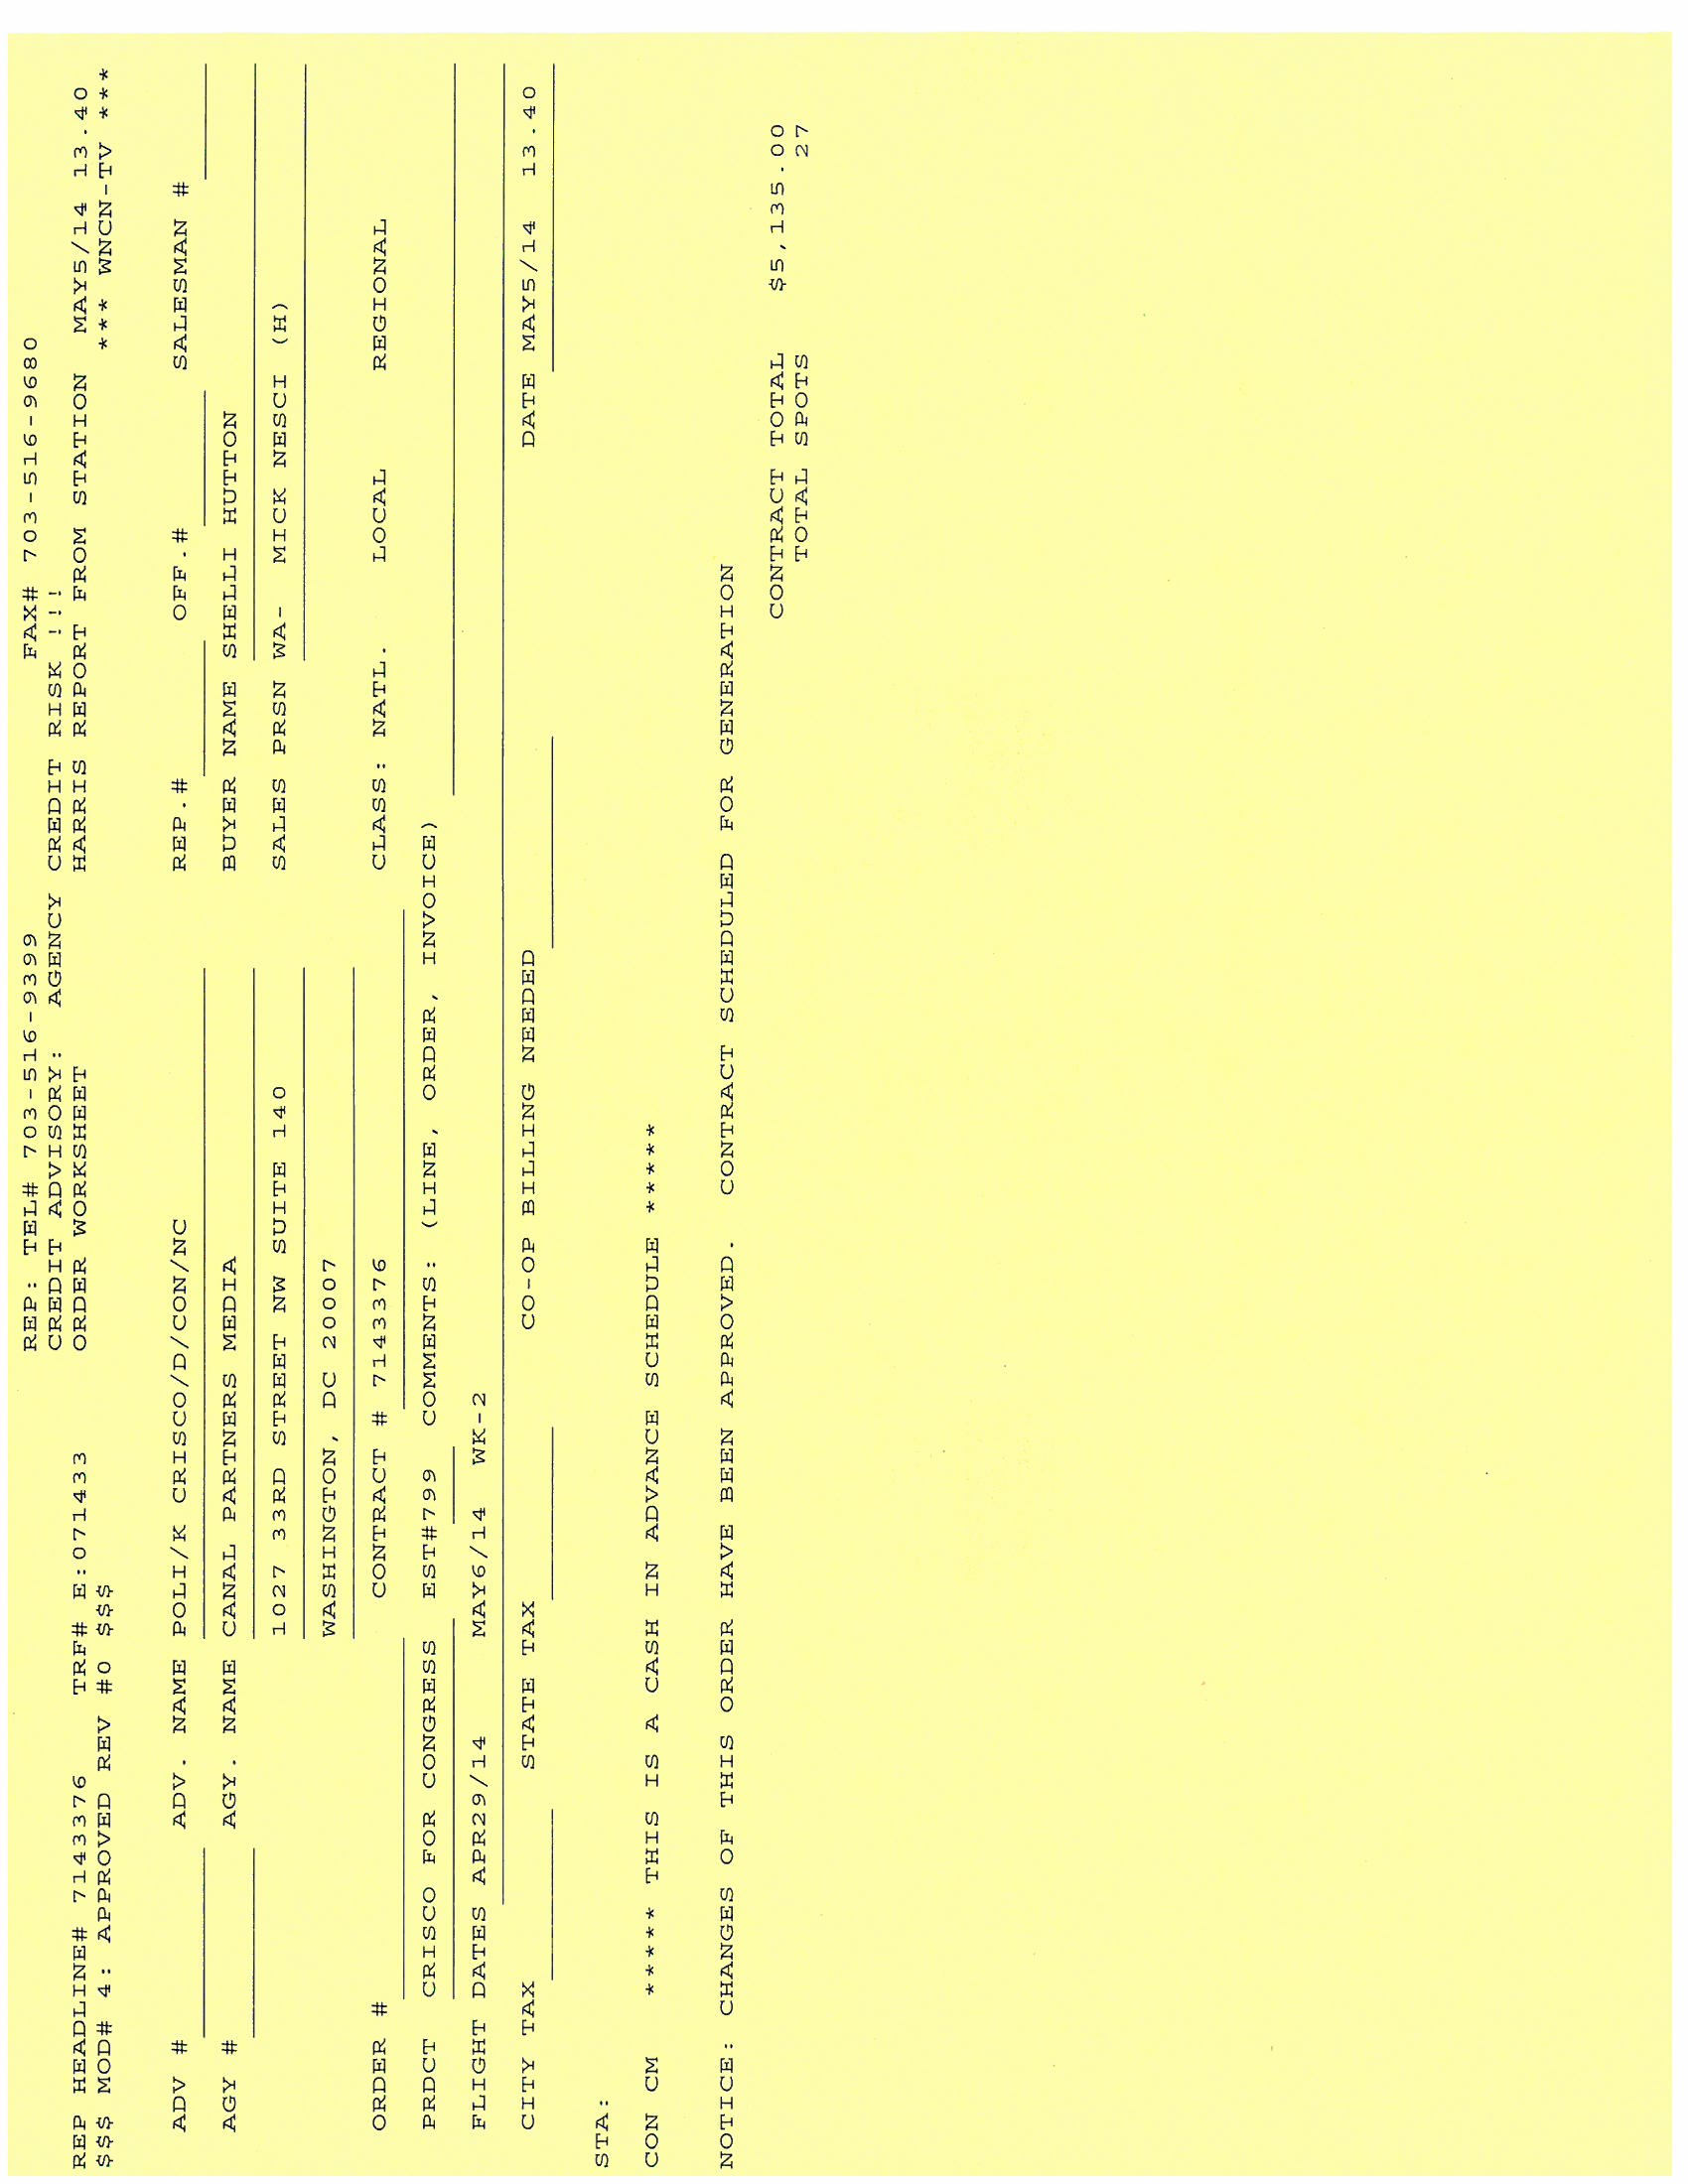 REP: TEL# 703-516-9399 FAX# 703-516-9680
CREDIT ADVISORY: AGENCY CREDIT RISK !!!
REP HEADLINE# 7143376 TRF# E:071433 ORDER WORKSHEET HARRIS REPORT FROM STATION MAY5/14 13.40
$$$ MOD# 4: APPROVED REV #0 $$$ *** WNCN-TV ***
ADV # ADV. NAME POLI/K CRISCO/D/CON/NC REP.# OFF.# SALESMAN #
AGY # AGY. NAME CANAL PARTNERS MEDIA BUYER NAME SHELLI HUTTON
1027 33RD STREET NW SUITE 140 SALES PRSN WA- MICK NESCI (H)
WASHINGTON, DC 20007
ORDER # CONTRACT # 7143376 CLASS: NATL. LOCAL REGIONAL
PRDCT CRISCO FOR CONGRESS EST#799 COMMENTS: (LINE, ORDER, INVOICE)
FLIGHT DATES APR29/14 MAY6/14 WK-2
CITY TAX STATE TAX CO-OP BILLING NEEDED DATE MAY5/14 13.40
STA:
CON CM ***** THIS IS A CASH IN ADVANCE SCHEDULE *****
NOTICE: CHANGES OF THIS ORDER HAVE BEEN APPROVED. CONTRACT SCHEDULED FOR GENERATION
CONTRACT TOTAL $5,135.00
TOTAL SPOTS 27